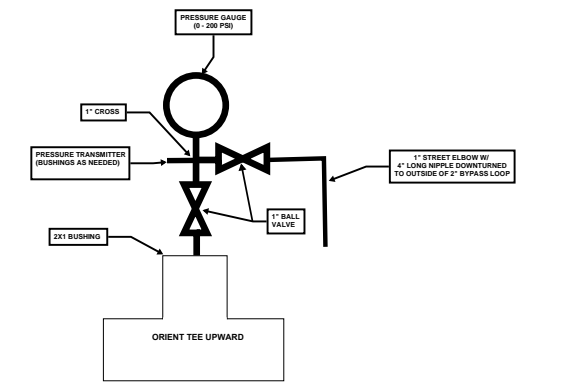 PRESSURE GAUGE
(0 - 200 PSI)
1" CROSS
PRESSURE TRANSMITTER
(BUSHINGS AS NEEDED)
1" STREET ELBOW W/
4" LONG NIPPLE DOWNTURNED
TO OUTSIDE OF 2" BYPASS LOOP
1" BALL
VALVE
2X1 BUSHING
ORIENT TEE UPWARD